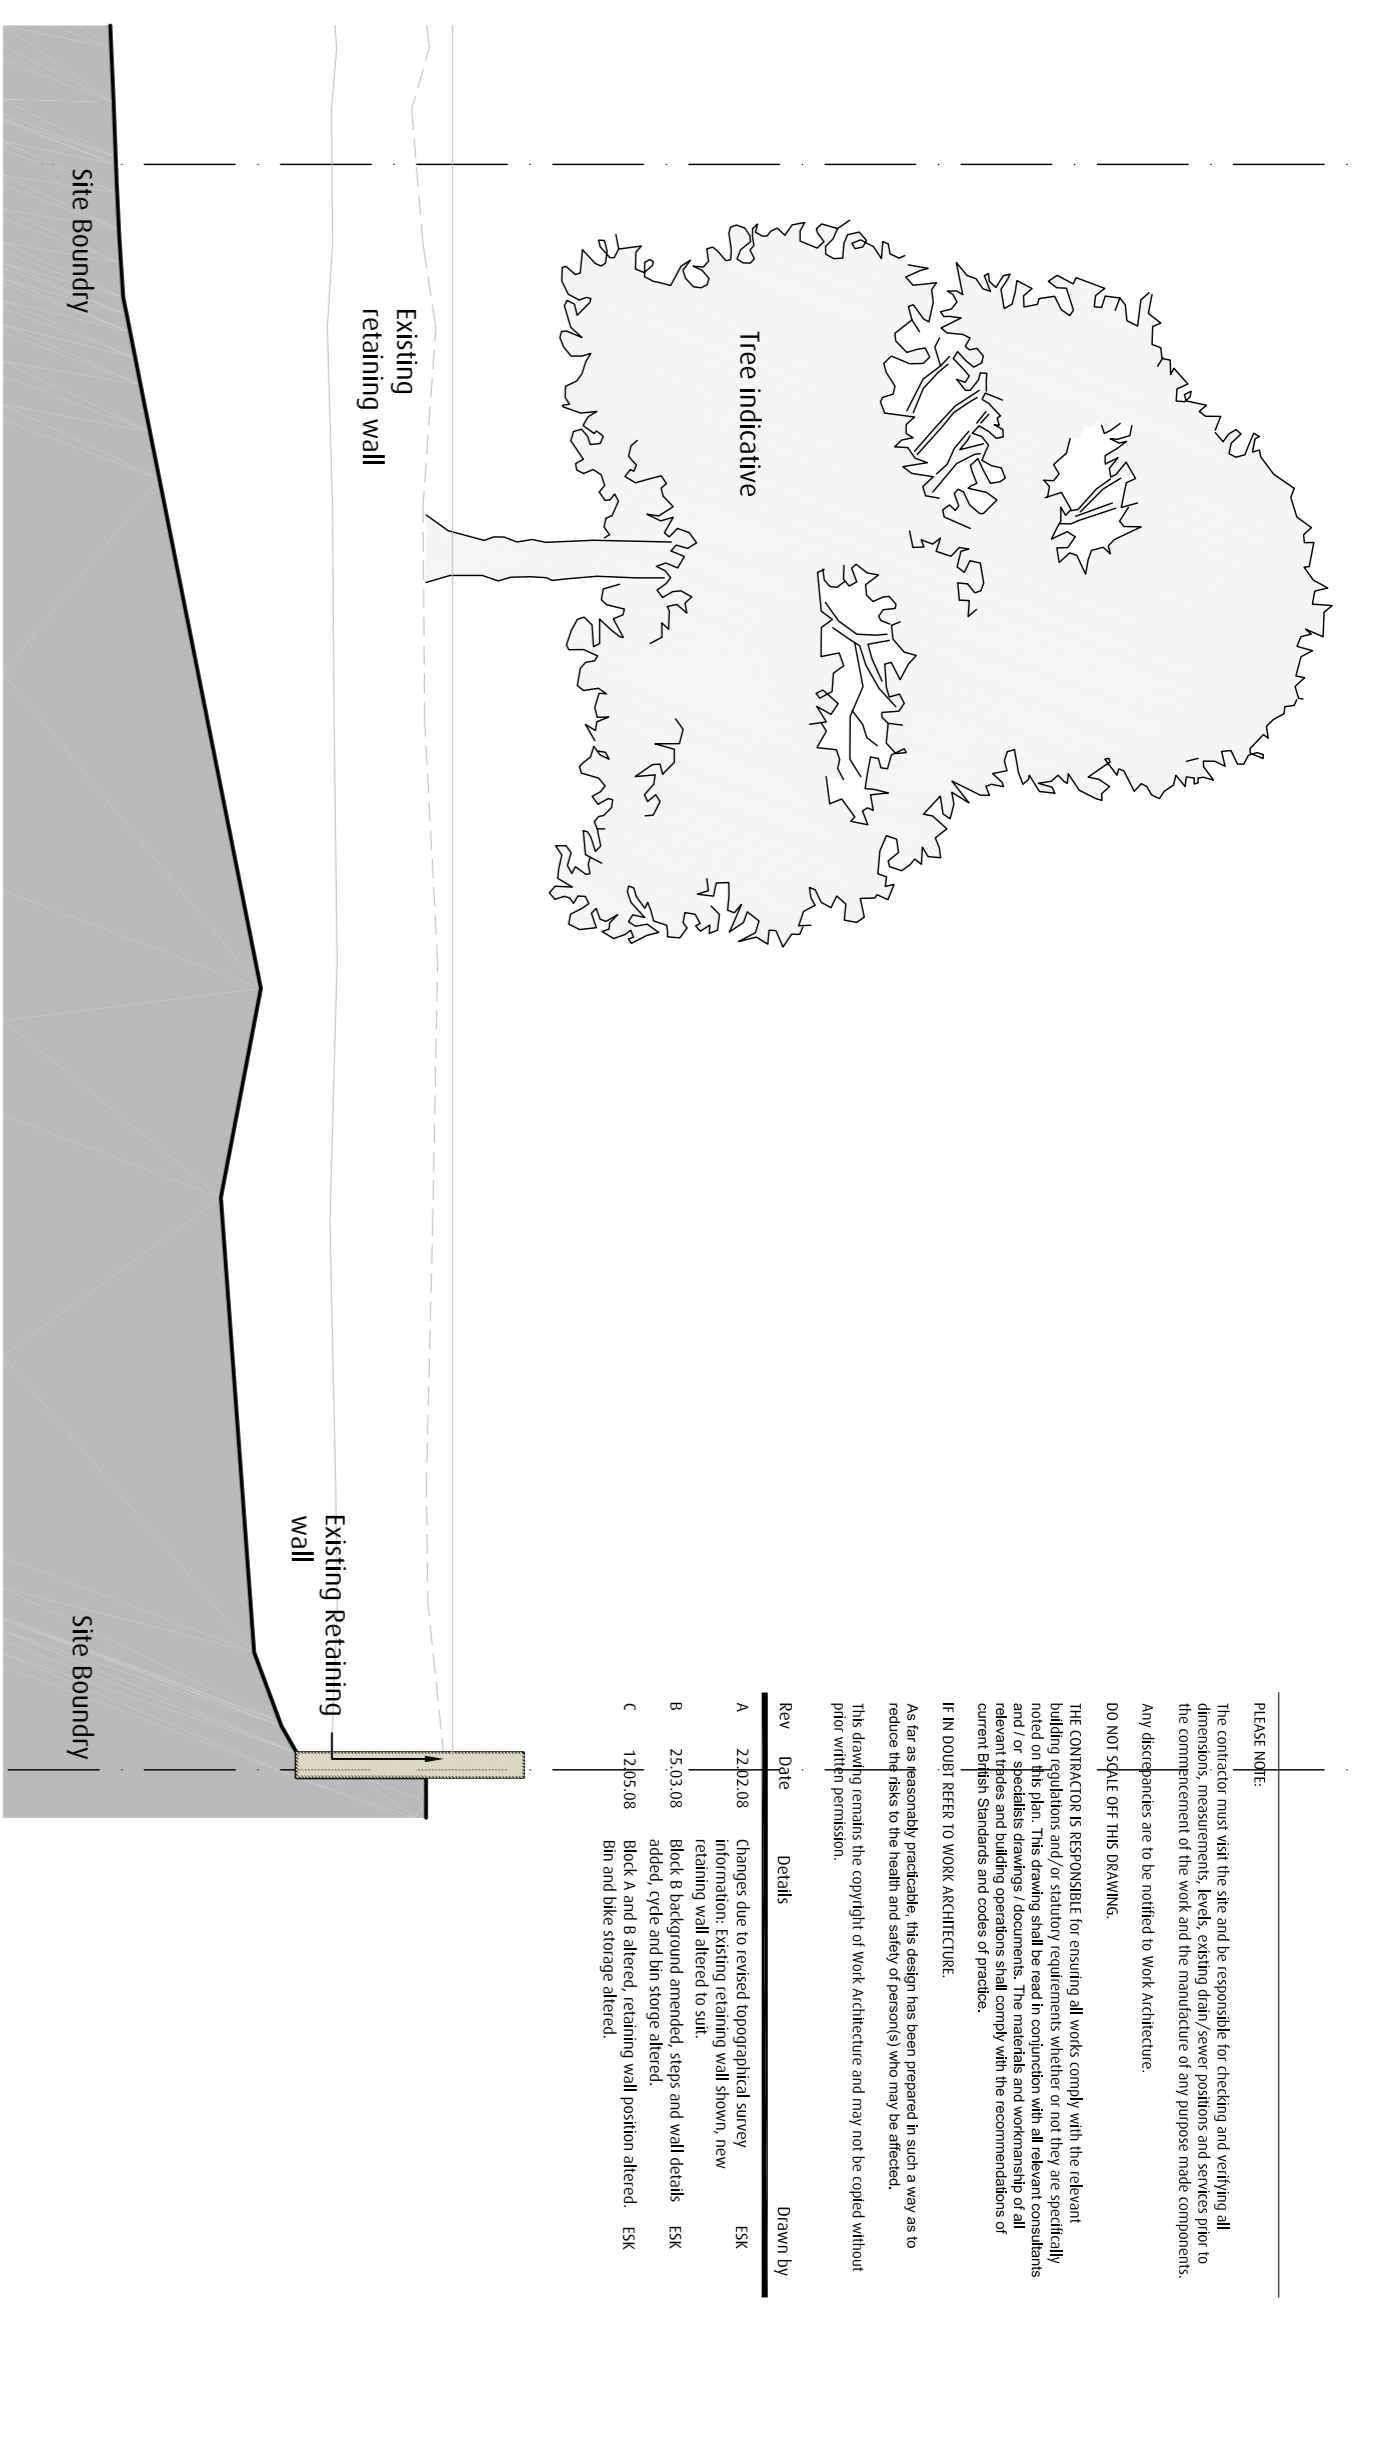 PLEASE NOTE:
The contractor must visit the site and be responsible for checking and verifying all
dimensions, measurements, levels, existing drain/sewer positions and services prior to
the commencement of the work and the manufacture of any purpose made components.
Any discrepancies are to be notified to Work Architecture.
DO NOT SCALE OFF THIS DRAWING.
THE CONTRACTOR IS RESPONSIBLE for ensuring all works comply with the relevant
building regulations and/or statutory requirements whether or not they are specifically
noted on this plan. This drawing shall be read in conjunction with all relevant consultants
and / or specialists drawings / documents. The materials and workmanship of all
relevant trades and building operations shall comply with the recommendations of
current British Standards and codes of practice.
IF IN DOUBT REFER TO WORK ARCHITECTURE.
As far as reasonably practicable, this design has been prepared in such a way as to
reduce the risks to the health and safety of person(s) who may be affected.
This drawing remains the copyright of Work Architecture and may not be copied without
prior written permission.
Rev Date Details Drawn by
A 22.02.08 Changes due to revised topographical survey ESK
information: Existing retaining wall shown, new
retaining wall altered to suit.
B 25.03.08 Block B background amended, steps and wall details ESK
added, cycle and bin storge altered.
C 12.05.08 Block A and B altered, retaining wall position altered. ESK
Bin and bike storage altered.
Tree indicative
Existing
retaining wall
Existing Retaining
wall
Site Boundry
Site Boundry